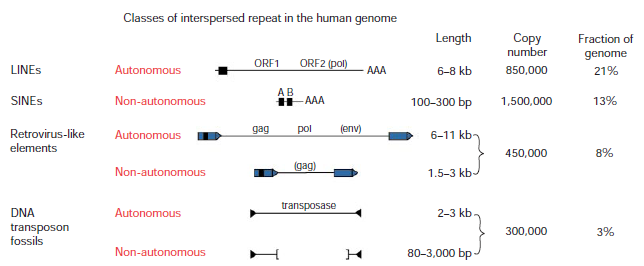 Classes of interspersed repeat in the human genome
Length Copy number Fraction of genome
LINEs Autonomous ORF1 ORF2 (pol) AAA 6–8 kb 850,000 21%
SINEs Non-autonomous A B AAA 100–300 bp 1,500,000 13%
Retrovirus-like elements Autonomous gag pol (env) 6–11 kb 450,000 8%
Non-autonomous (gag) 1.5–3 kb
DNA transposon fossils Autonomous transposase 2–3 kb 300,000 3%
Non-autonomous 80–3,000 bp